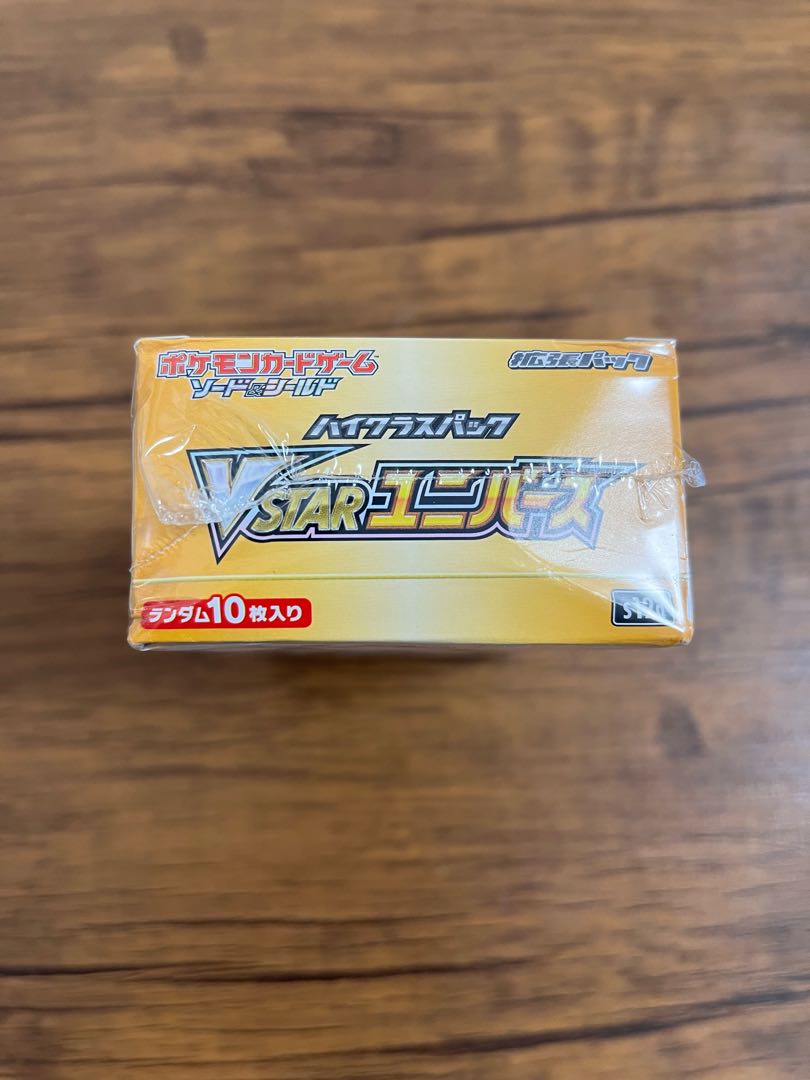 ポケモンカードゲーム
ソード&シールド
拡張パック
ハイクラスパック
VSTARユニバース
ランダム10枚入り